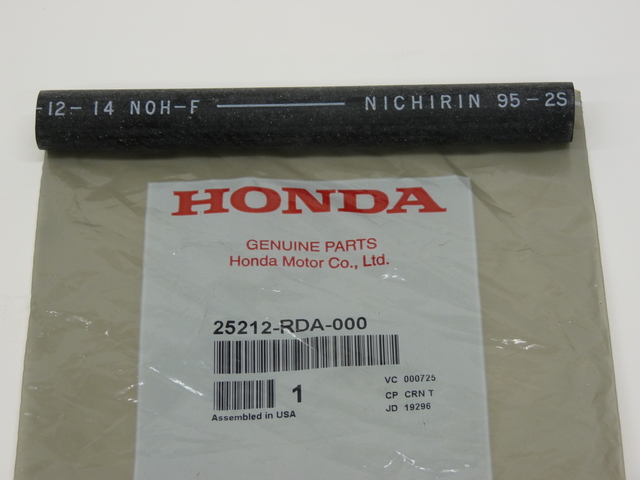 -12-14 NOH-F NICHIRIN 95-2S
HONDA
GENUINE PARTS
Honda Motor Co., Ltd.
25212-RDA-000
1
VC 000725
CP CRN T
JD 19296
Assembled in USA